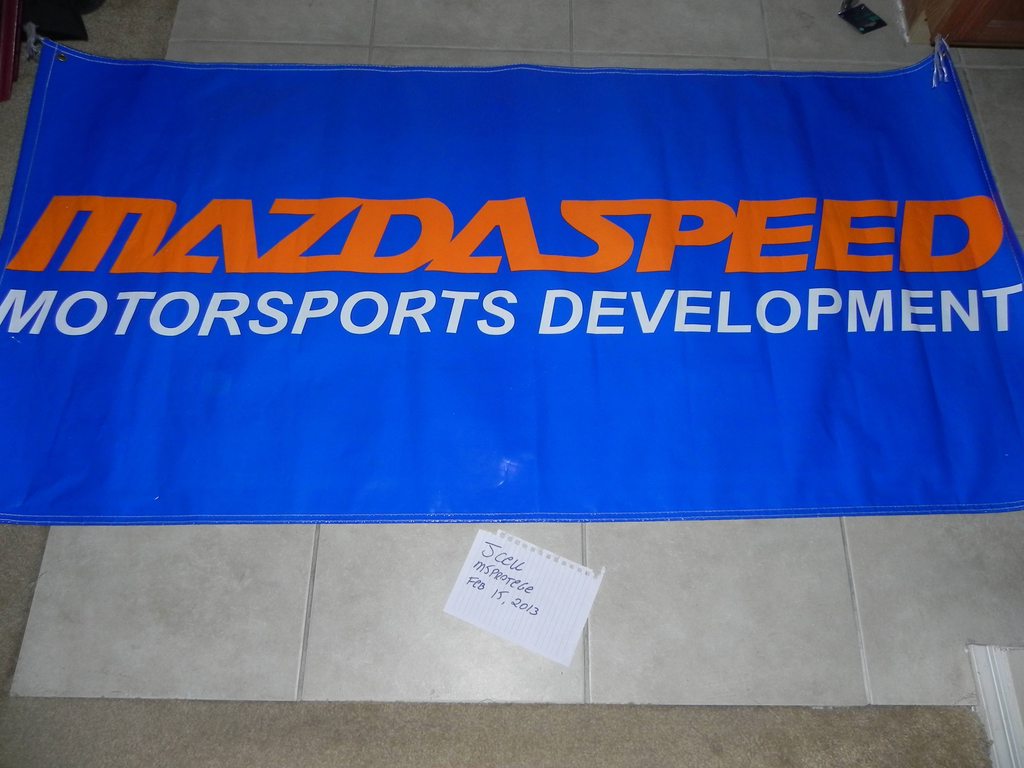 MAZDASPEED
MOTORSPORTS DEVELOPMENT
Jcell
MSPROTEGE
FEB 15, 2013